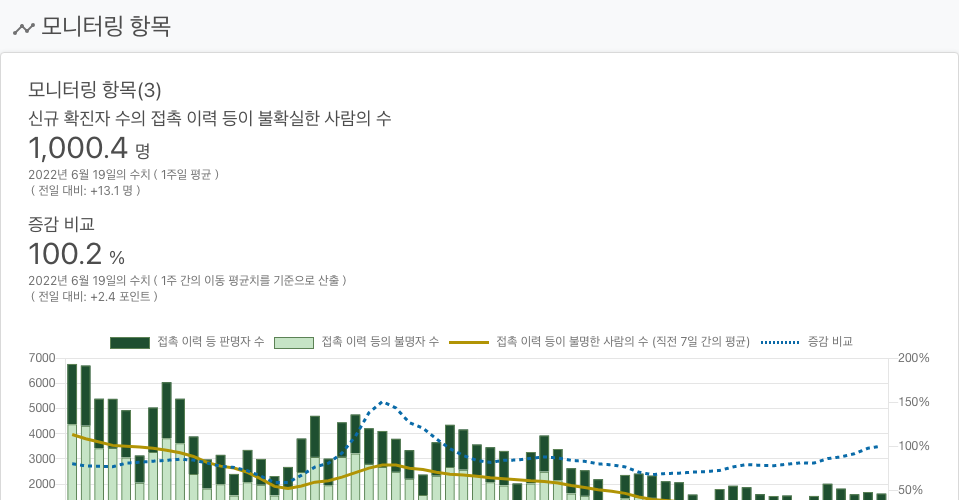 모니터링 항목
모니터링 항목(3)
신규 확진자 수의 접촉 이력 등이 불확실한 사람의 수
1,000.4 명
2022년 6월 19일의 수치 ( 1주일 평균 )
( 전일 대비: +13.1 명 )
증감 비교
100.2 %
2022년 6월 19일의 수치 ( 1주 간의 이동 평균치를 기준으로 산출 )
( 전일 대비: +2.4 포인트 )
접촉 이력 등 판명자 수 접촉 이력 등의 불명자 수 접촉 이력 등이 불명한 사람의 수 (직전 7일 간의 평균) 증감 비교
7000 200%
6000
5000 150%
4000 100%
3000
2000 50%